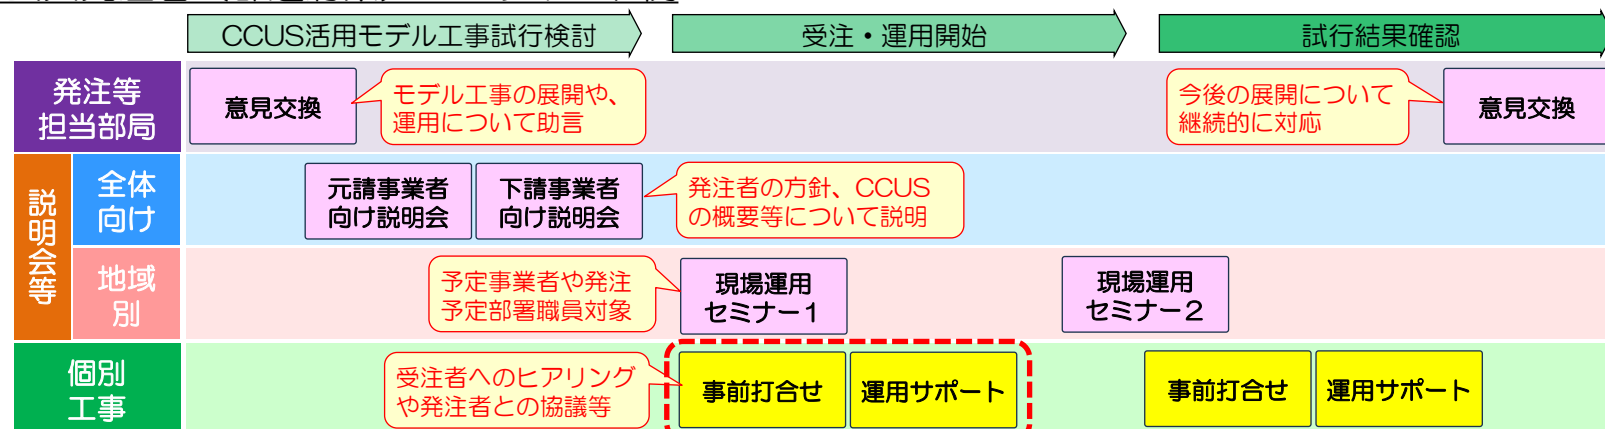 CCUS活用モデル工事試行検討
受注・運用開始
試行結果確認
発注等
担当部局
意見交換
モデル工事の展開や、
運用について助言
今後の展開について
継続的に対応
意見交換
説明会等
全体
向け
元請事業者
向け説明会
下請事業者
向け説明会
発注者の方針、CCUS
の概要等について説明
地域
別
予定事業者や発注
予定部署職員対象
現場運用
セミナー1
現場運用
セミナー2
個別
工事
受注者へのヒアリング
や発注者との協議等
事前打合せ
運用サポート
事前打合せ
運用サポート